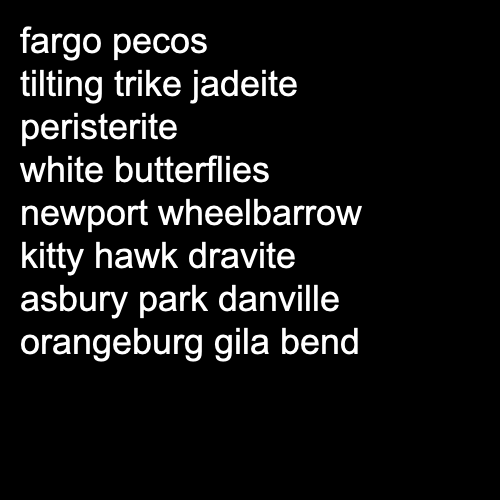 fargo pecos
tilting trike jadeite
peristerite
white butterflies
newport wheelbarrow
kitty hawk dravite
asbury park danville
orangeburg gila bend